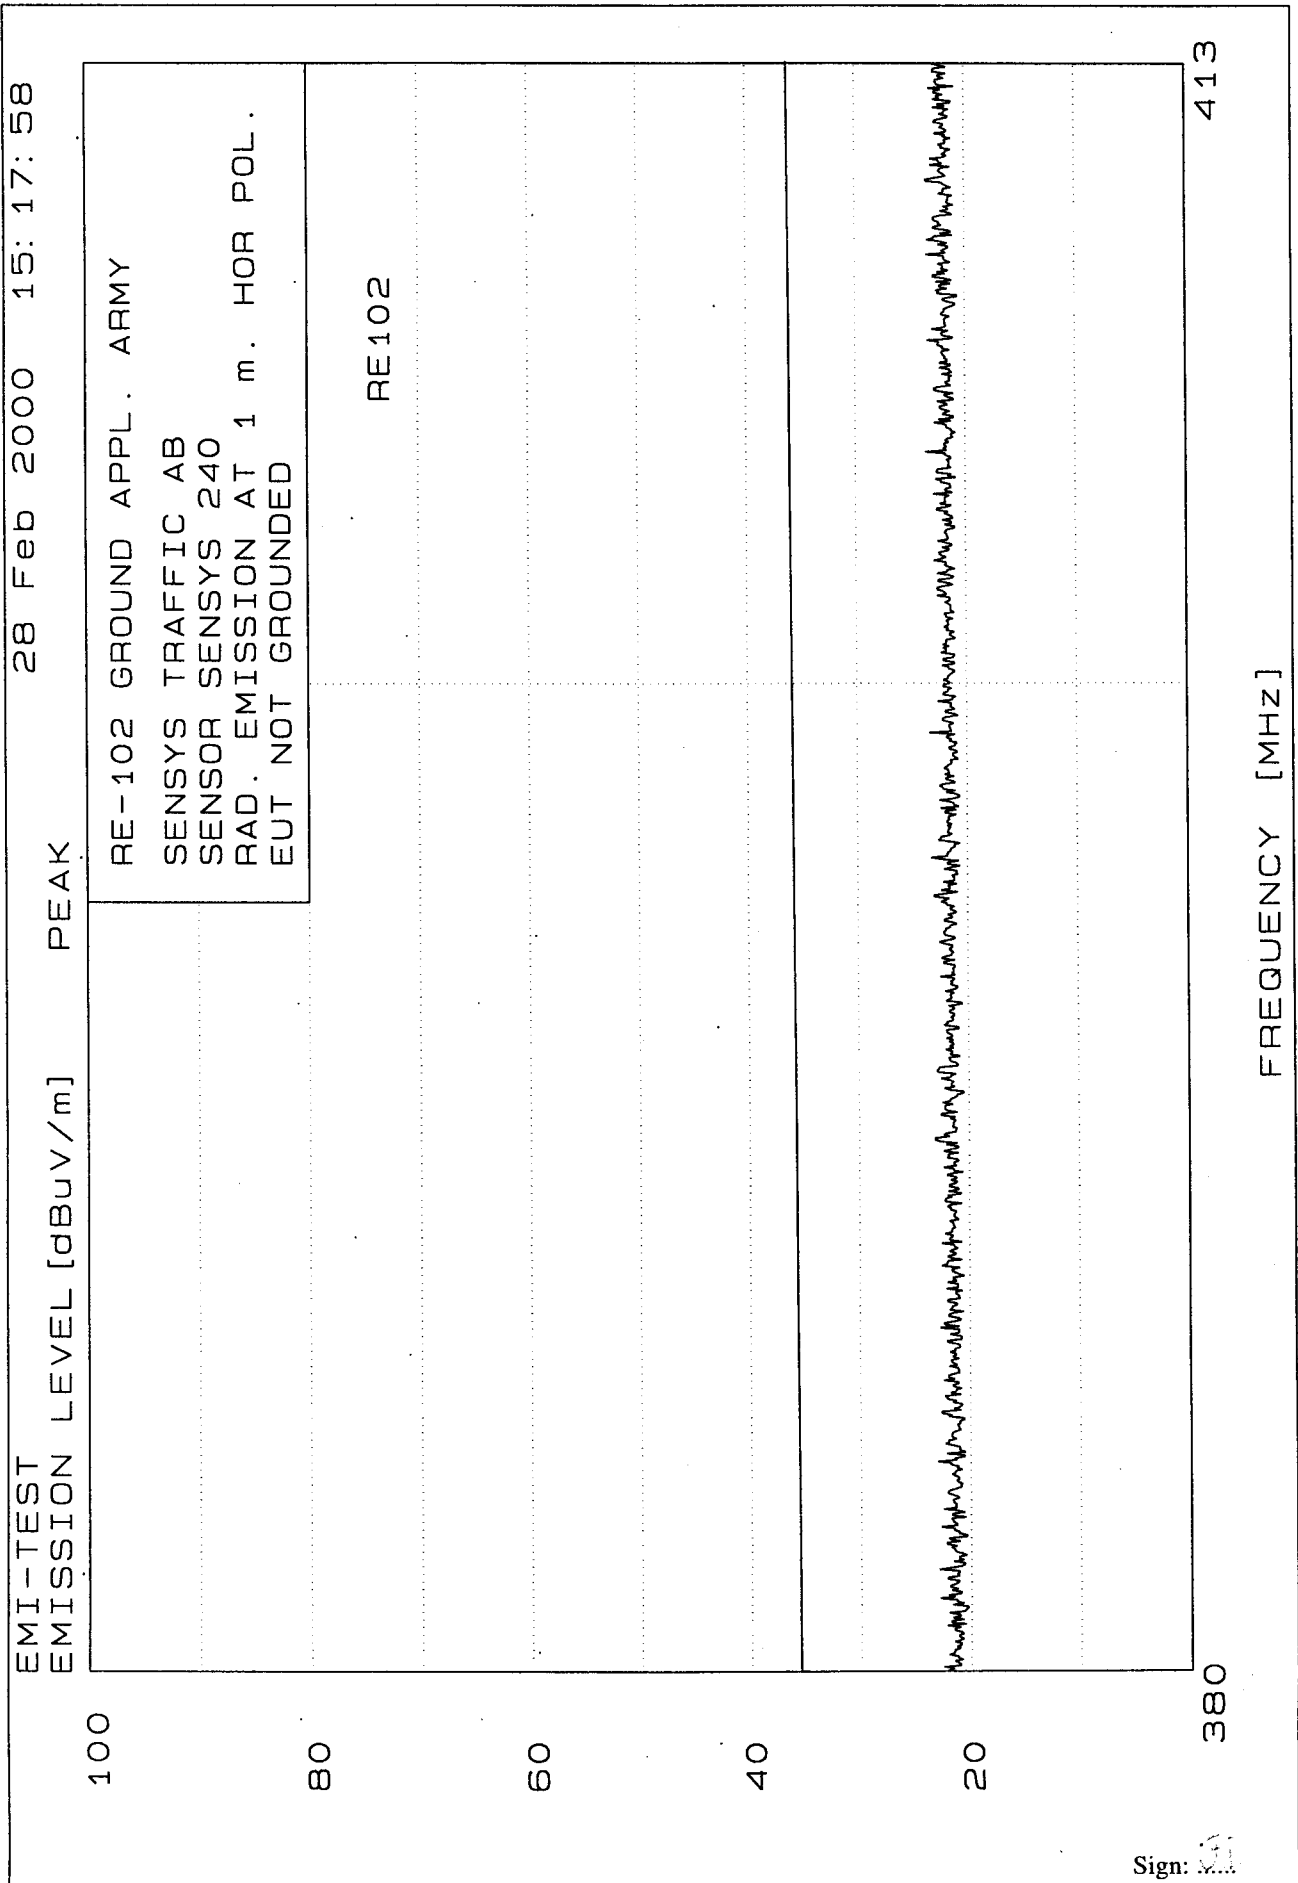 EMI-TEST 28 Feb 2000 15:17:58
EMISSION LEVEL [dBuV/m] PEAK
RE-102 GROUND APPL. ARMY
SENSYS TRAFFIC AB
SENSOR SENSYS 240
RAD. EMISSION AT 1 m. HOR POL.
EUT NOT GROUNDED
RE102
100
80
60
40
20
380
413
FREQUENCY [MHz]
Sign: